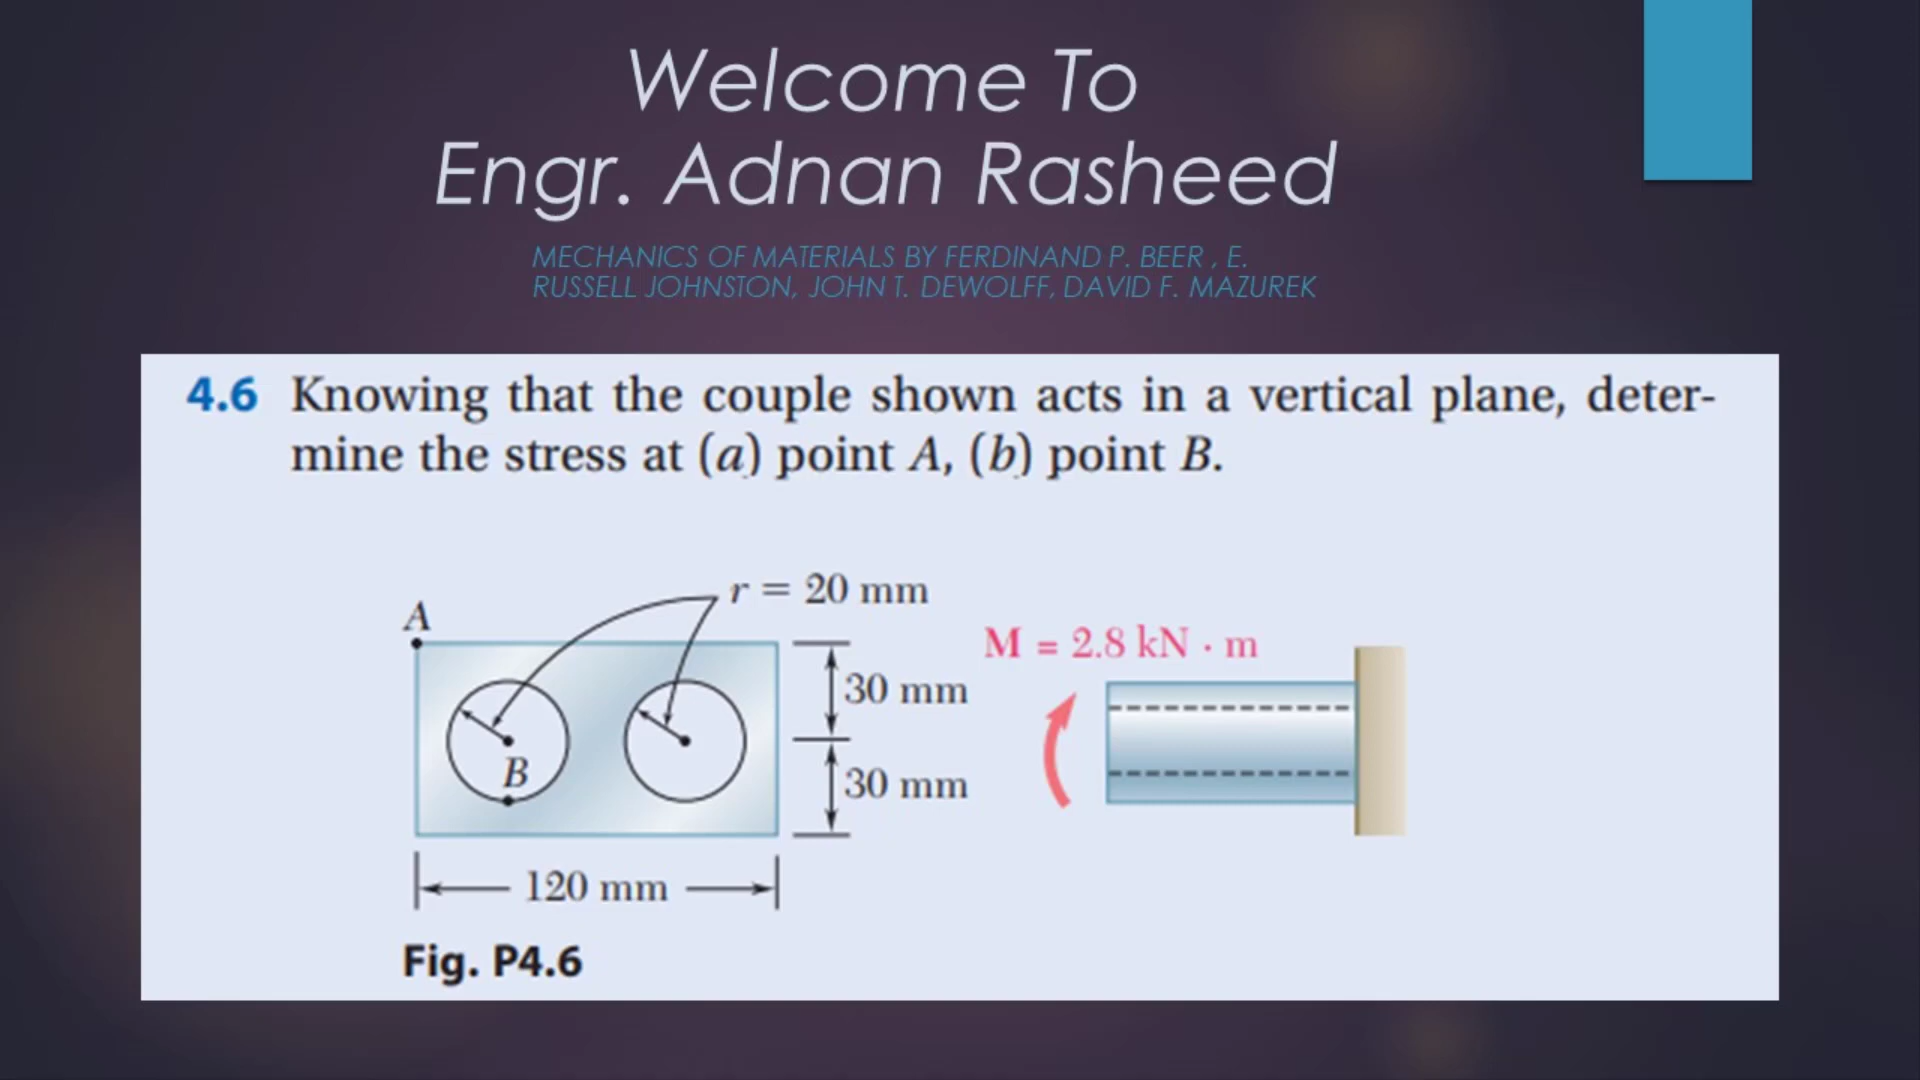 Welcome To
Engr. Adnan Rasheed
MECHANICS OF MATERIALS BY FERDINAND P. BEER , E.
RUSSELL JOHNSTON, JOHN T. DEWOLFF, DAVID F. MAZUREK
4.6 Knowing that the couple shown acts in a vertical plane, deter-
mine the stress at (a) point A, (b) point B.
r = 20 mm
A
M = 2.8 kN · m
30 mm
B
30 mm
120 mm
Fig. P4.6